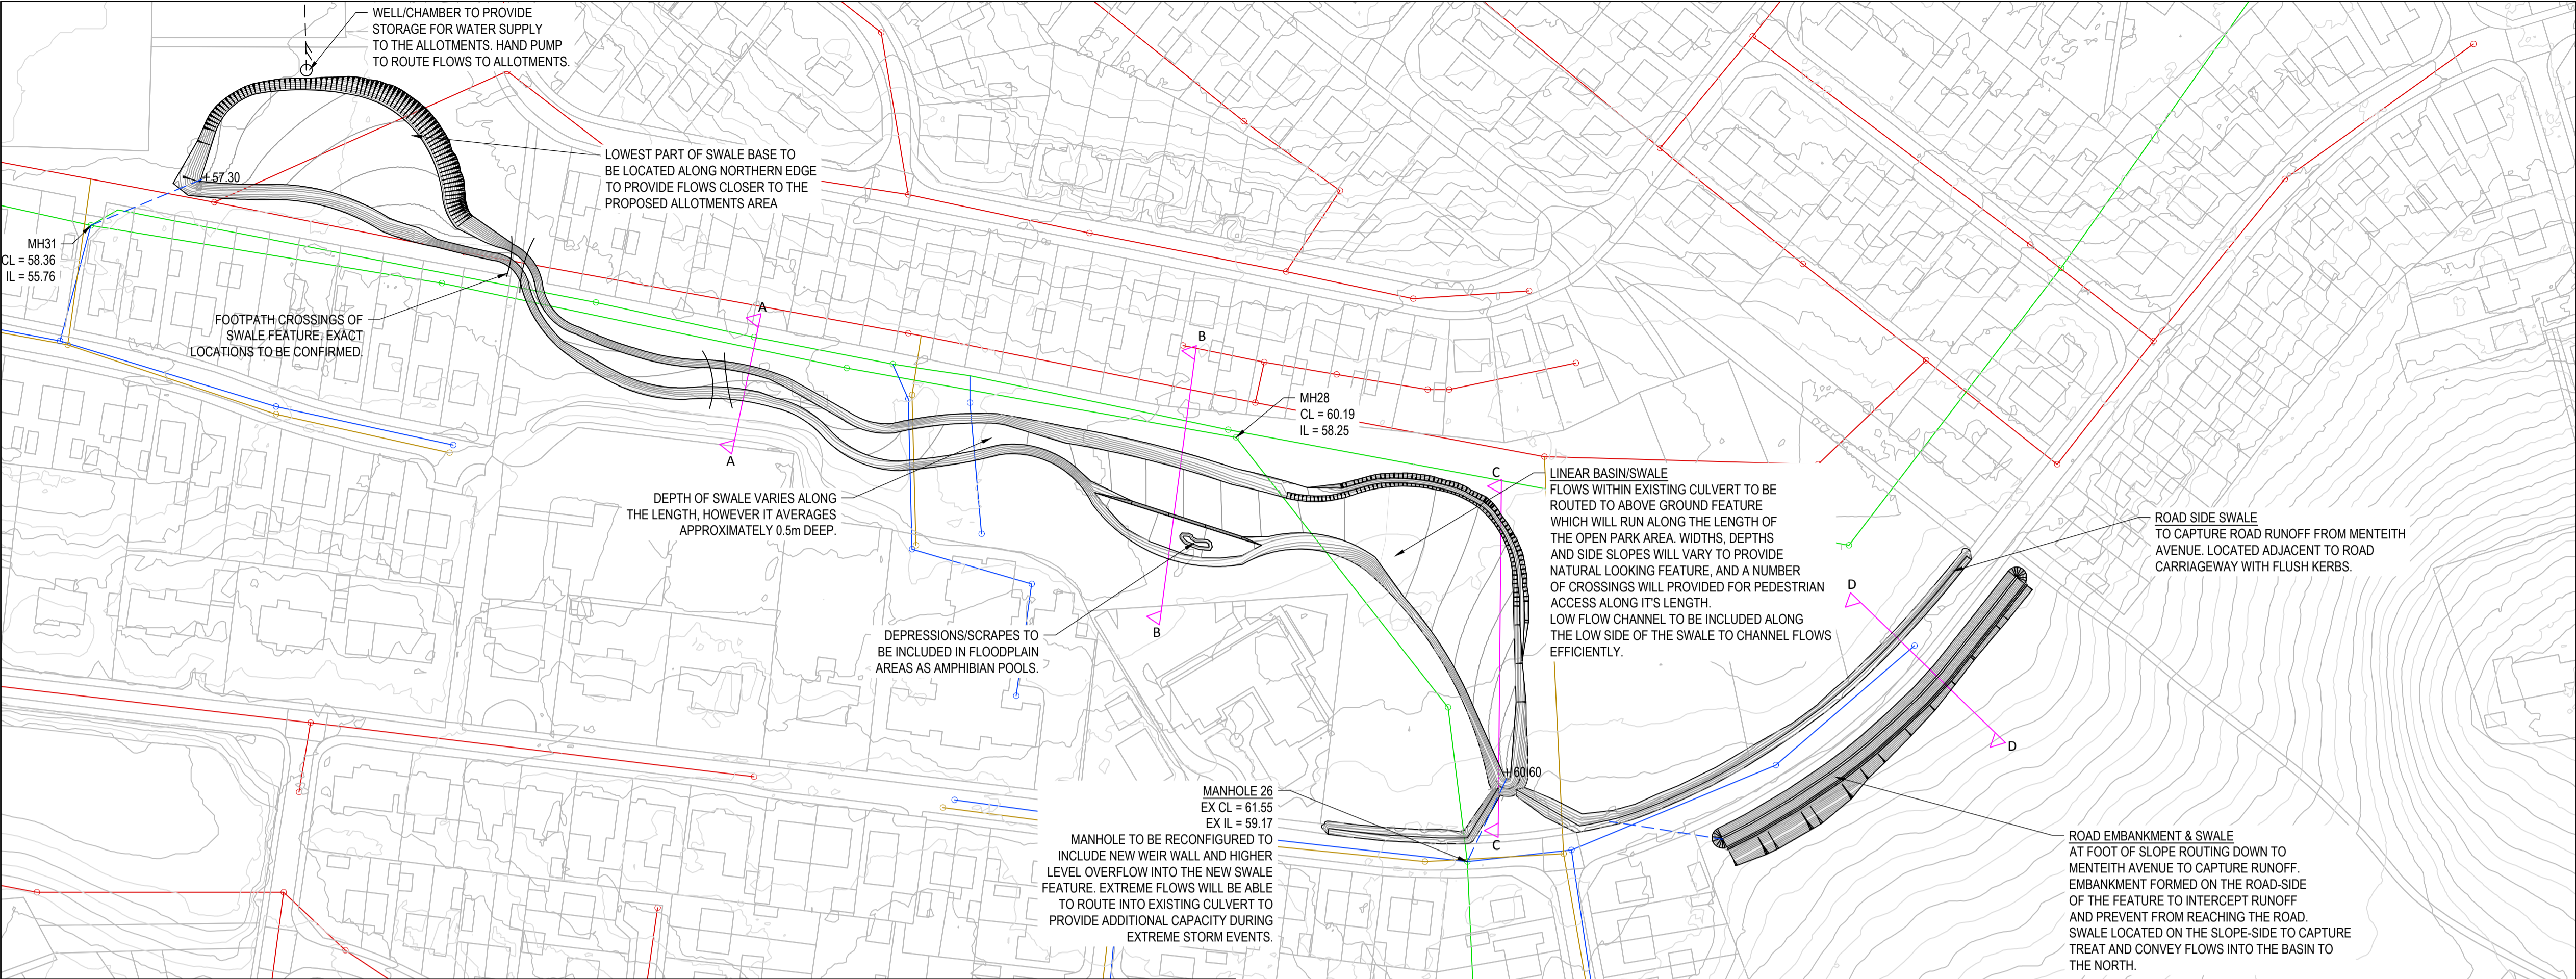 WELL/CHAMBER TO PROVIDE
STORAGE FOR WATER SUPPLY
TO THE ALLOTMENTS. HAND PUMP
TO ROUTE FLOWS TO ALLOTMENTS.
LOWEST PART OF SWALE BASE TO
BE LOCATED ALONG NORTHERN EDGE
TO PROVIDE FLOWS CLOSER TO THE
PROPOSED ALLOTMENTS AREA
57.30
MH31
CL = 58.36
IL = 55.76
FOOTPATH CROSSINGS OF
SWALE FEATURE. EXACT
LOCATIONS TO BE CONFIRMED.
A
A
B
B
MH28
CL = 60.19
IL = 58.25
DEPTH OF SWALE VARIES ALONG
THE LENGTH, HOWEVER IT AVERAGES
APPROXIMATELY 0.5m DEEP.
C
C
LINEAR BASIN/SWALE
FLOWS WITHIN EXISTING CULVERT TO BE
ROUTED TO ABOVE GROUND FEATURE
WHICH WILL RUN ALONG THE LENGTH OF
THE OPEN PARK AREA. WIDTHS, DEPTHS
AND SIDE SLOPES WILL VARY TO PROVIDE
NATURAL LOOKING FEATURE, AND A NUMBER
OF CROSSINGS WILL PROVIDED FOR PEDESTRIAN
ACCESS ALONG IT'S LENGTH.
LOW FLOW CHANNEL TO BE INCLUDED ALONG
THE LOW SIDE OF THE SWALE TO CHANNEL FLOWS
EFFICIENTLY.
ROAD SIDE SWALE
TO CAPTURE ROAD RUNOFF FROM MENTEITH
AVENUE. LOCATED ADJACENT TO ROAD
CARRIAGEWAY WITH FLUSH KERBS.
D
D
DEPRESSIONS/SCRAPES TO
BE INCLUDED IN FLOODPLAIN
AREAS AS AMPHIBIAN POOLS.
60.60
MANHOLE 26
EX CL = 61.55
EX IL = 59.17
MANHOLE TO BE RECONFIGURED TO
INCLUDE NEW WEIR WALL AND HIGHER
LEVEL OVERFLOW INTO THE NEW SWALE
FEATURE. EXTREME FLOWS WILL BE ABLE
TO ROUTE INTO EXISTING CULVERT TO
PROVIDE ADDITIONAL CAPACITY DURING
EXTREME STORM EVENTS.
ROAD EMBANKMENT & SWALE
AT FOOT OF SLOPE ROUTING DOWN TO
MENTEITH AVENUE TO CAPTURE RUNOFF.
EMBANKMENT FORMED ON THE ROAD-SIDE
OF THE FEATURE TO INTERCEPT RUNOFF
AND PREVENT FROM REACHING THE ROAD.
SWALE LOCATED ON THE SLOPE-SIDE TO CAPTURE
TREAT AND CONVEY FLOWS INTO THE BASIN TO
THE NORTH.